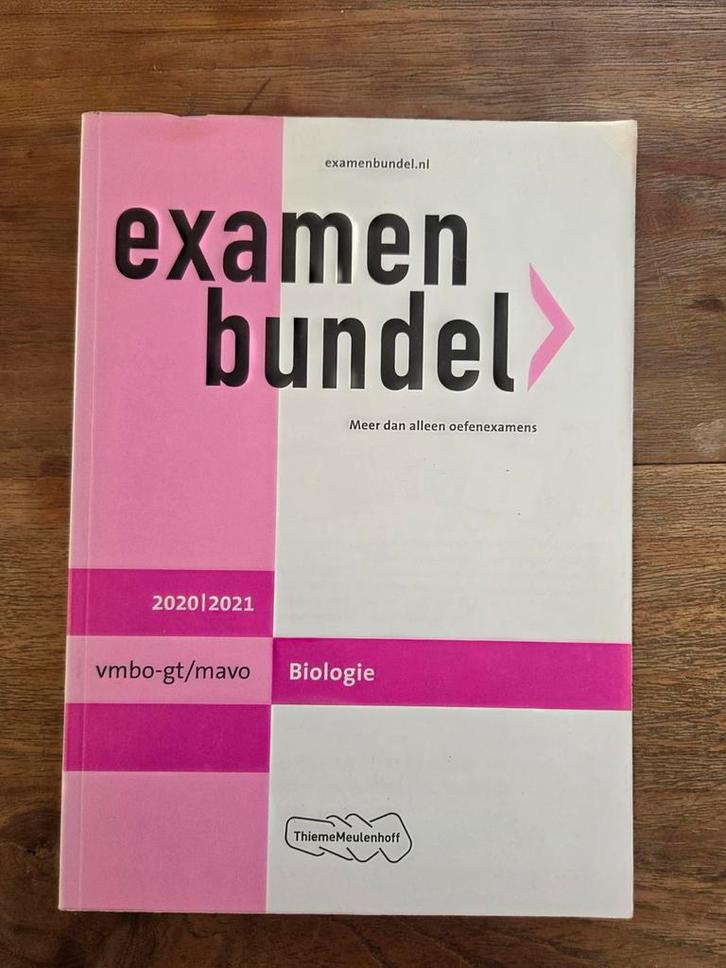 examenbundel.nl
examen
bundel
Meer dan alleen oefenexamens
2020|2021
vmbo-gt/mavo
Biologie
ThiemeMeulenhoff